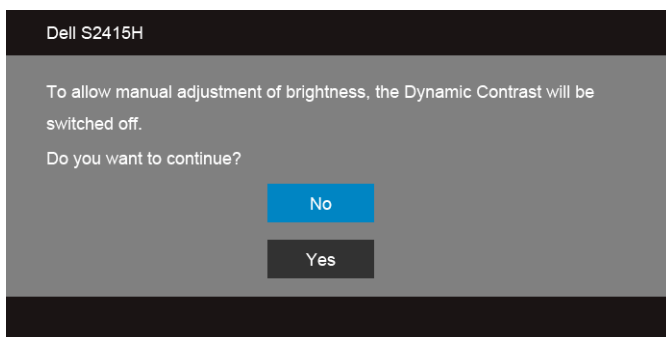 Dell S2415H
To allow manual adjustment of brightness, the Dynamic Contrast will be
switched off.
Do you want to continue?
No
Yes